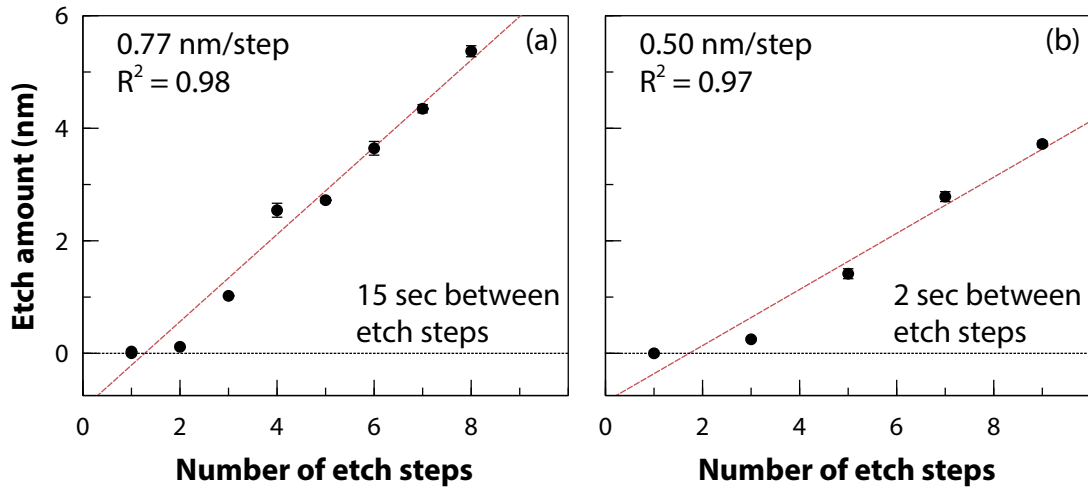 0.77 nm/step
R² = 0.98
(a)
15 sec between
etch steps
Etch amount (nm)
6
4
2
0
0 2 4 6 8
Number of etch steps
0.50 nm/step
R² = 0.97
(b)
2 sec between
etch steps
0 2 4 6 8
Number of etch steps